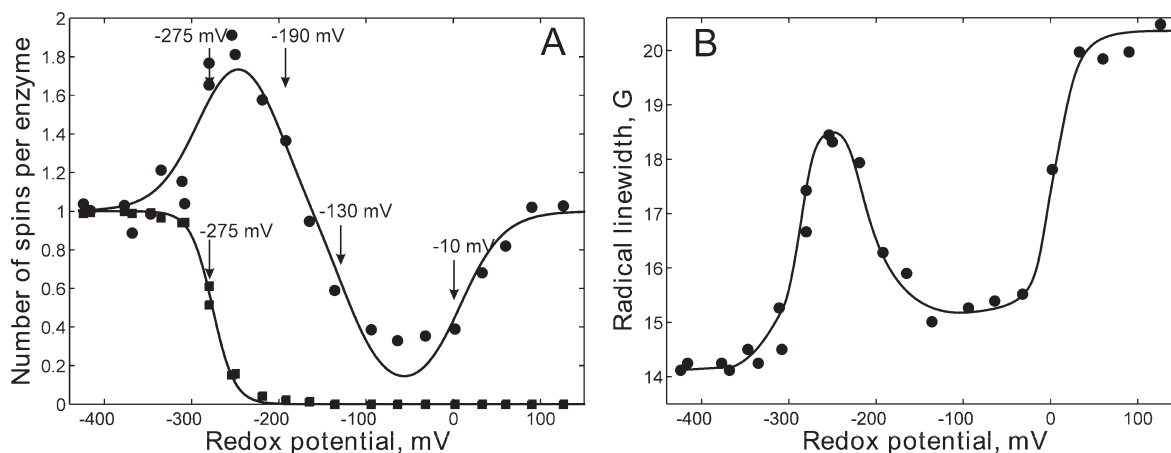 A
Number of spins per enzyme
2
1.8
1.6
1.4
1.2
1
0.8
0.6
0.4
0.2
0
-275 mV
-190 mV
-130 mV
-275 mV
-10 mV
-400
-300
-200
-100
0
100
Redox potential, mV
B
Radical linewidth, G
20
19
18
17
16
15
14
-400
-300
-200
-100
0
100
Redox potential, mV